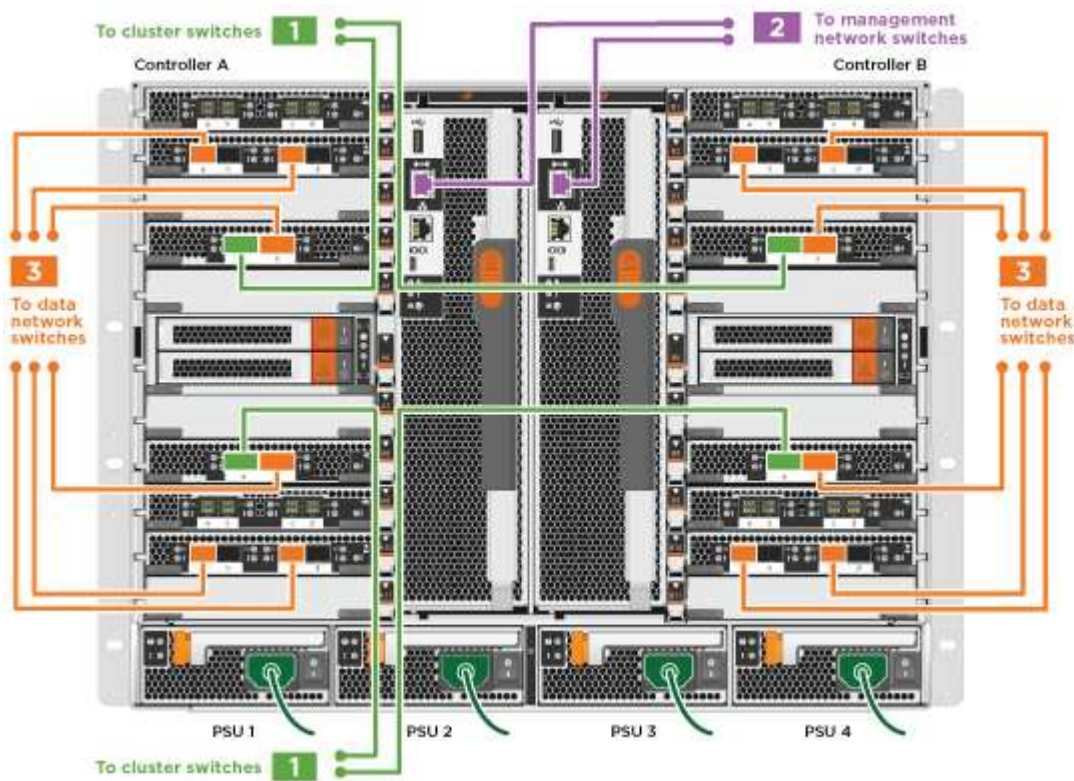 To cluster switches 1
2 To management
network switches
Controller A
Controller B
3
To data
network
switches
3
To data
network
switches
PSU 1
PSU 2
PSU 3
PSU 4
To cluster switches 1